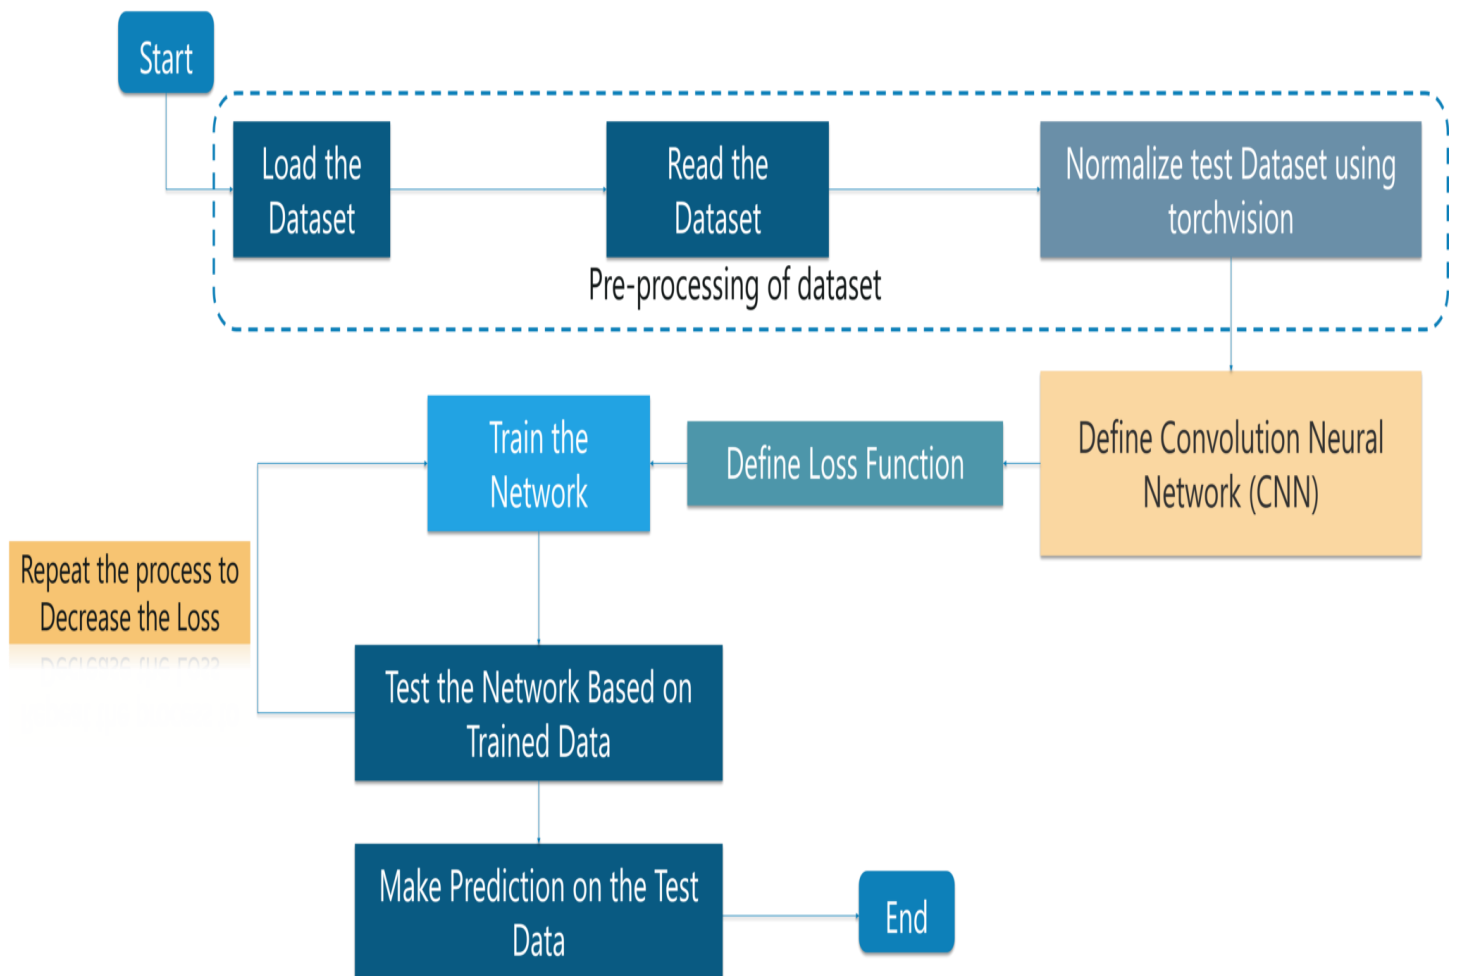 Start
Load the
Dataset
Read the
Dataset
Normalize test Dataset using
torchvision
Pre-processing of dataset
Define Convolution Neural
Network (CNN)
Define Loss Function
Train the
Network
Repeat the process to
Decrease the Loss
Test the Network Based on
Trained Data
Make Prediction on the Test
Data
End